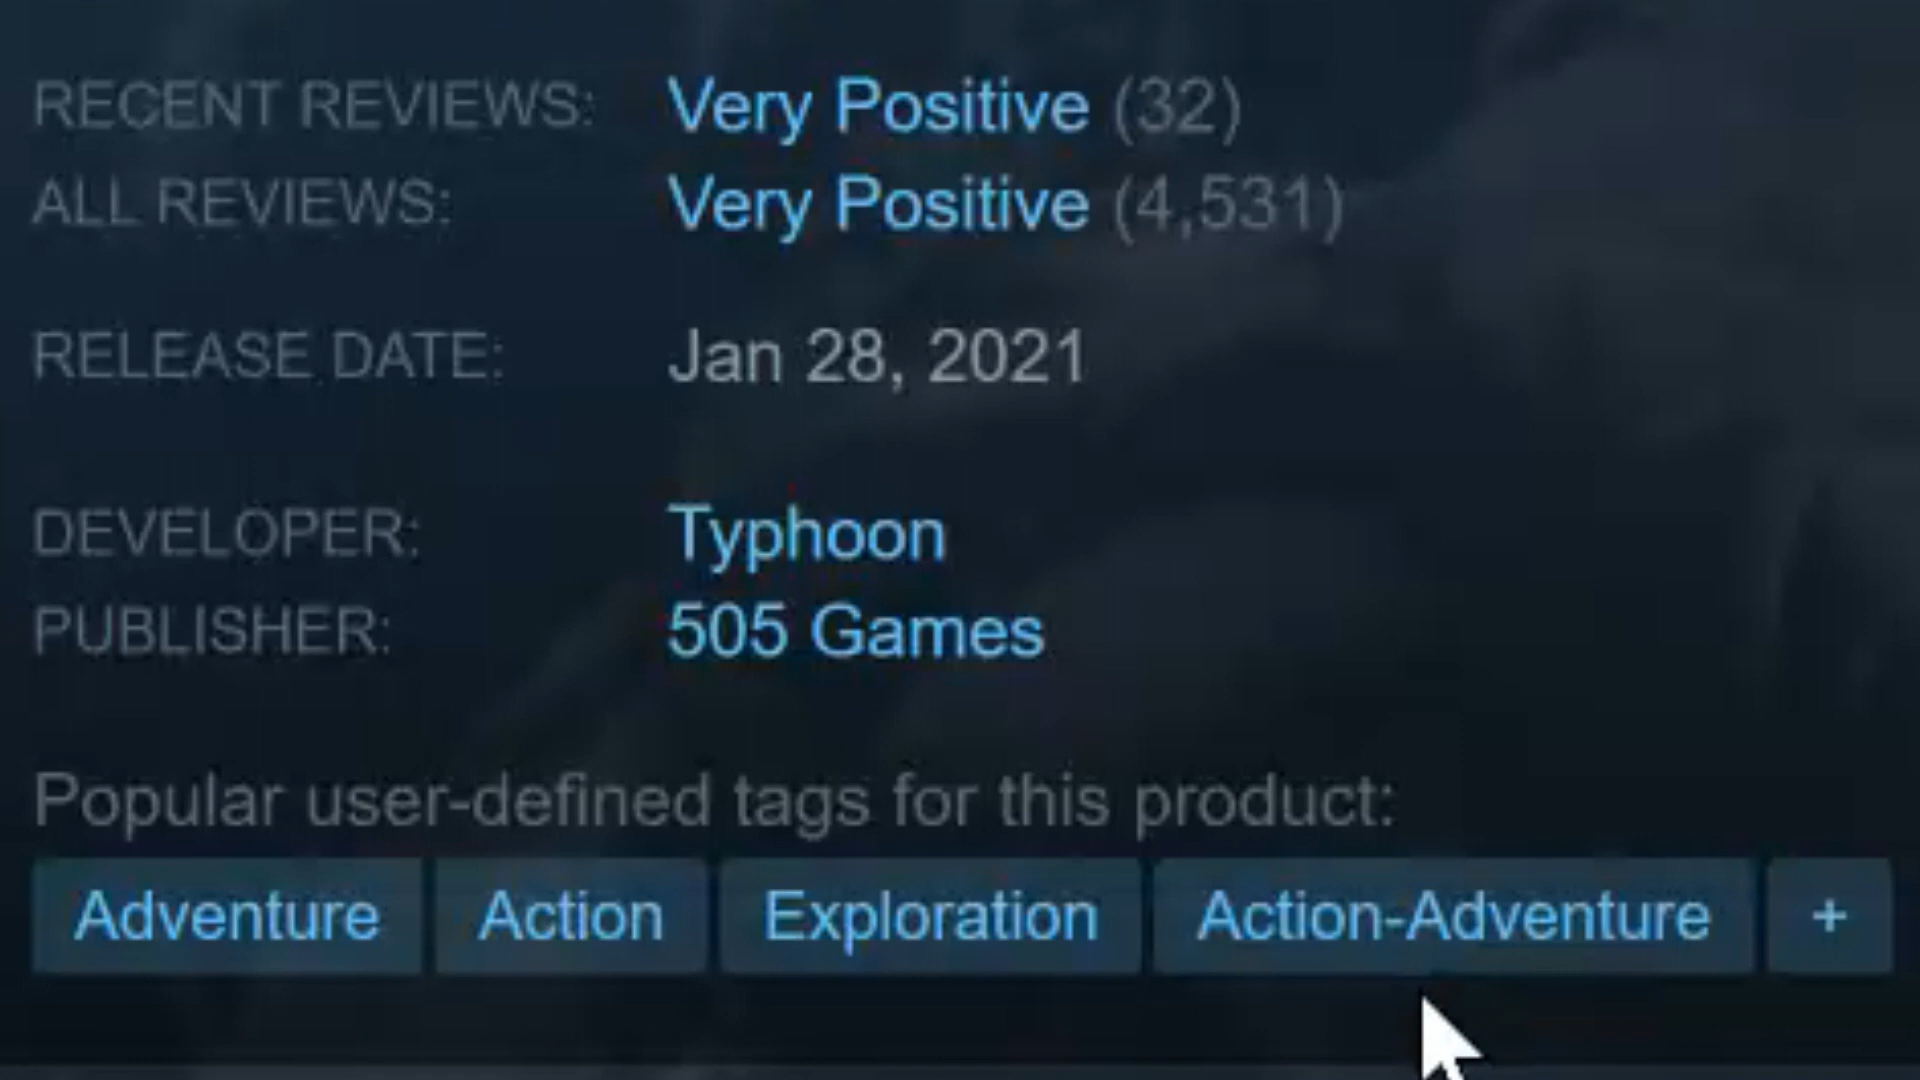 RECENT REVIEWS: Very Positive (32)
ALL REVIEWS: Very Positive (4,531)
RELEASE DATE: Jan 28, 2021
DEVELOPER: Typhoon
PUBLISHER: 505 Games
Popular user-defined tags for this product:
Adventure Action Exploration Action-Adventure +